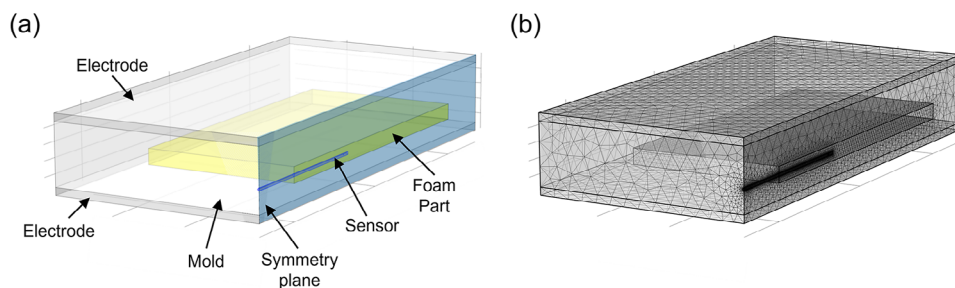 (a)
(b)
Electrode
Electrode
Mold
Symmetry
plane
Sensor
Foam
Part